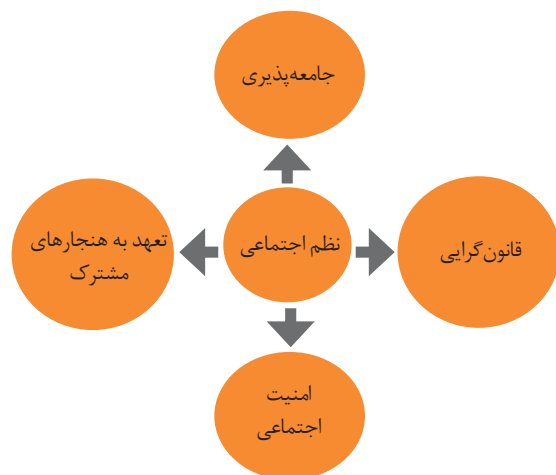 جامعه‌پذیری
قانون‌گرایی
نظم اجتماعی
تعهد به هنجارهای
مشترک
امنیت
اجتماعی